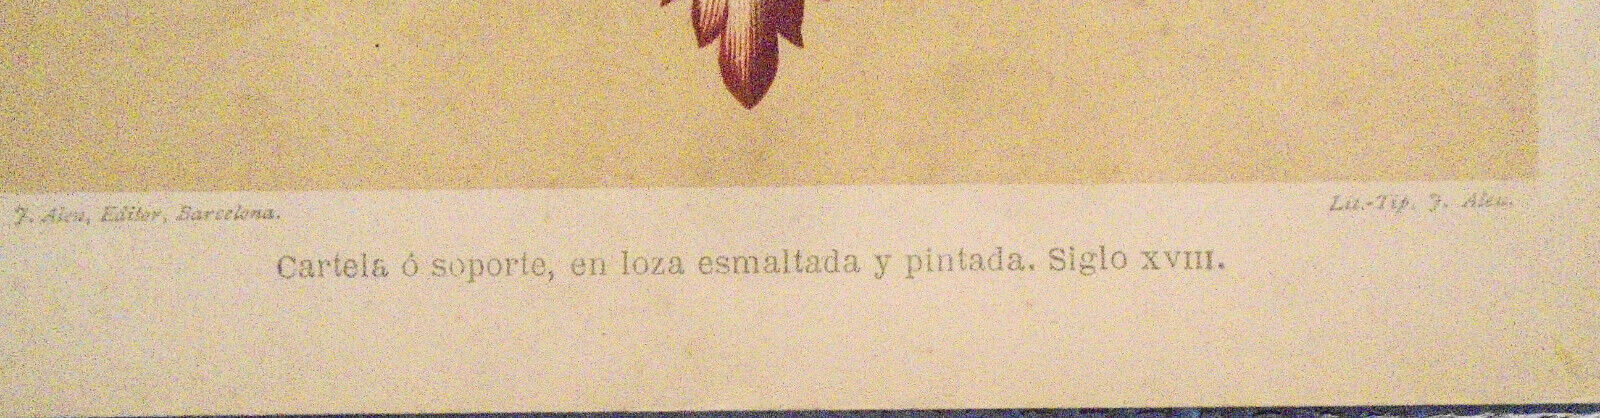 J. Aleu, Editor, Barcelona.
Lit.-Tip. J. Aleu.
Cartela ó soporte, en loza esmaltada y pintada. Siglo XVIII.